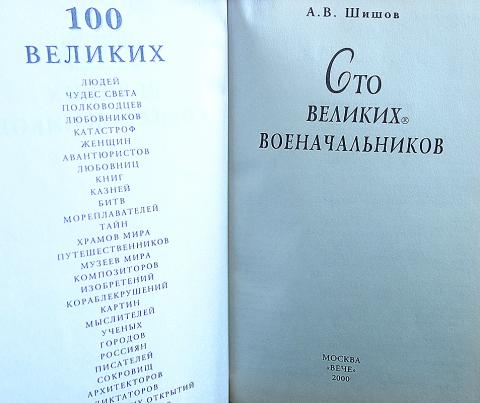 100
ВЕЛИКИХ
ЛЮДЕЙ
ЧУДЕС СВЕТА
ПОЛКОВОДЦЕВ
ЛЮБОВНИКОВ
КАТАСТРОФ
ЖЕНЩИН
АВАНТЮРИСТОВ
ЛЮБОВНИЦ
КНИГ
КАЗНЕЙ
БИТВ
МОРЕПЛАВАТЕЛЕЙ
ТАЙН
ХРАМОВ МИРА
ПУТЕШЕСТВЕННИКОВ
МУЗЕЕВ МИРА
КОМПОЗИТОРОВ
ИЗОБРЕТЕНИЙ
КОРАБЛЕКРУШЕНИЙ
КАРТИН
МЫСЛИТЕЛЕЙ
УЧЕНЫХ
ГОРОДОВ
РОССИЯН
ПИСАТЕЛЕЙ
СОКРОВИЩ
АРХИТЕКТОРОВ
ДИКТАТОРОВ
ОТКРЫТИЙ
А.В. Шишов
Сто
ВЕЛИКИХ®
ВОЕНАЧАЛЬНИКОВ
МОСКВА
«ВЕЧЕ»
2000